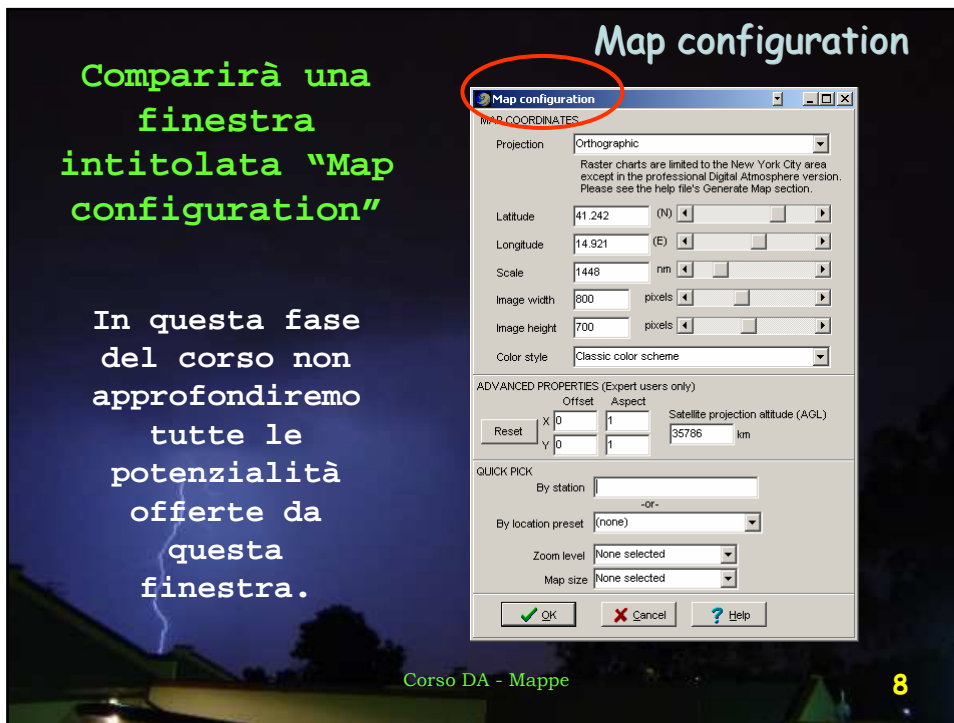 Map configuration
Comparirà una
finestra
intitolata “Map
configuration”
In questa fase
del corso non
approfondiremo
tutte le
potenzialità
offerte da
questa
finestra.
Map configuration
MAP COORDINATES
Projection Orthographic
Raster charts are limited to the New York City area
except in the professional Digital Atmosphere version.
Please see the help file's Generate Map section.
Latitude 41.242 (N)
Longitude 14.921 (E)
Scale 1448 nm
Image width 800 pixels
Image height 700 pixels
Color style Classic color scheme
ADVANCED PROPERTIES (Expert users only)
Offset Aspect
Satellite projection altitude (AGL)
Reset X 0 1 35786 km
Y 0 1
QUICK PICK
By station
-or-
By location preset (none)
Zoom level None selected
Map size None selected
OK Cancel Help
Corso DA - Mappe
8